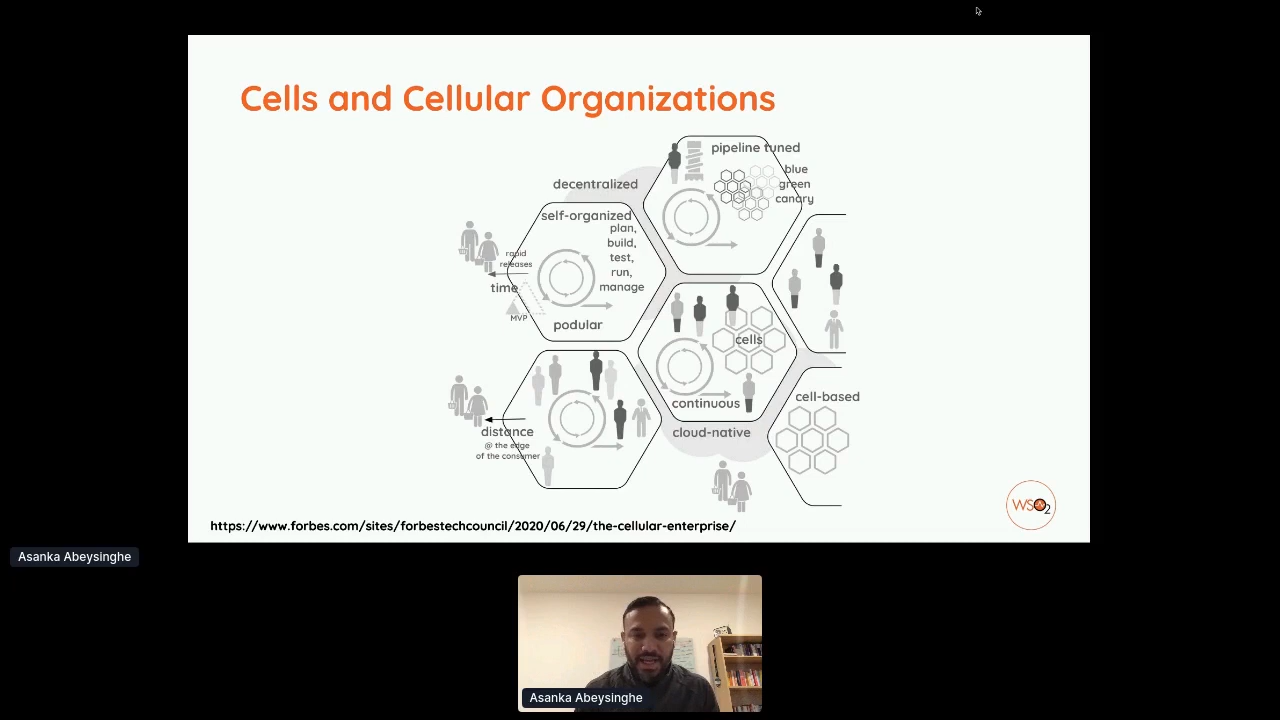 Cells and Cellular Organizations
pipeline tuned
blue
green
canary
decentralized
self-organized
plan,
build,
test,
run,
manage
rapid
releases
time
MVP
podular
cells
continuous
cell-based
distance
@ the edge
of the consumer
cloud-native
WSO2
https://www.forbes.com/sites/forbestechcouncil/2020/06/29/the-cellular-enterprise/
Asanka Abeysinghe
Asanka Abeysinghe